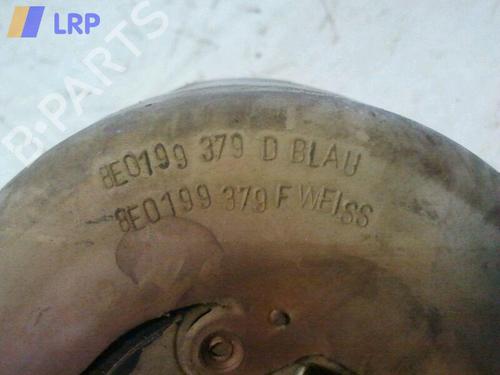 LRP
B-PARTS
8E0199 379 D BLAU
8E0199 379 F WEISS